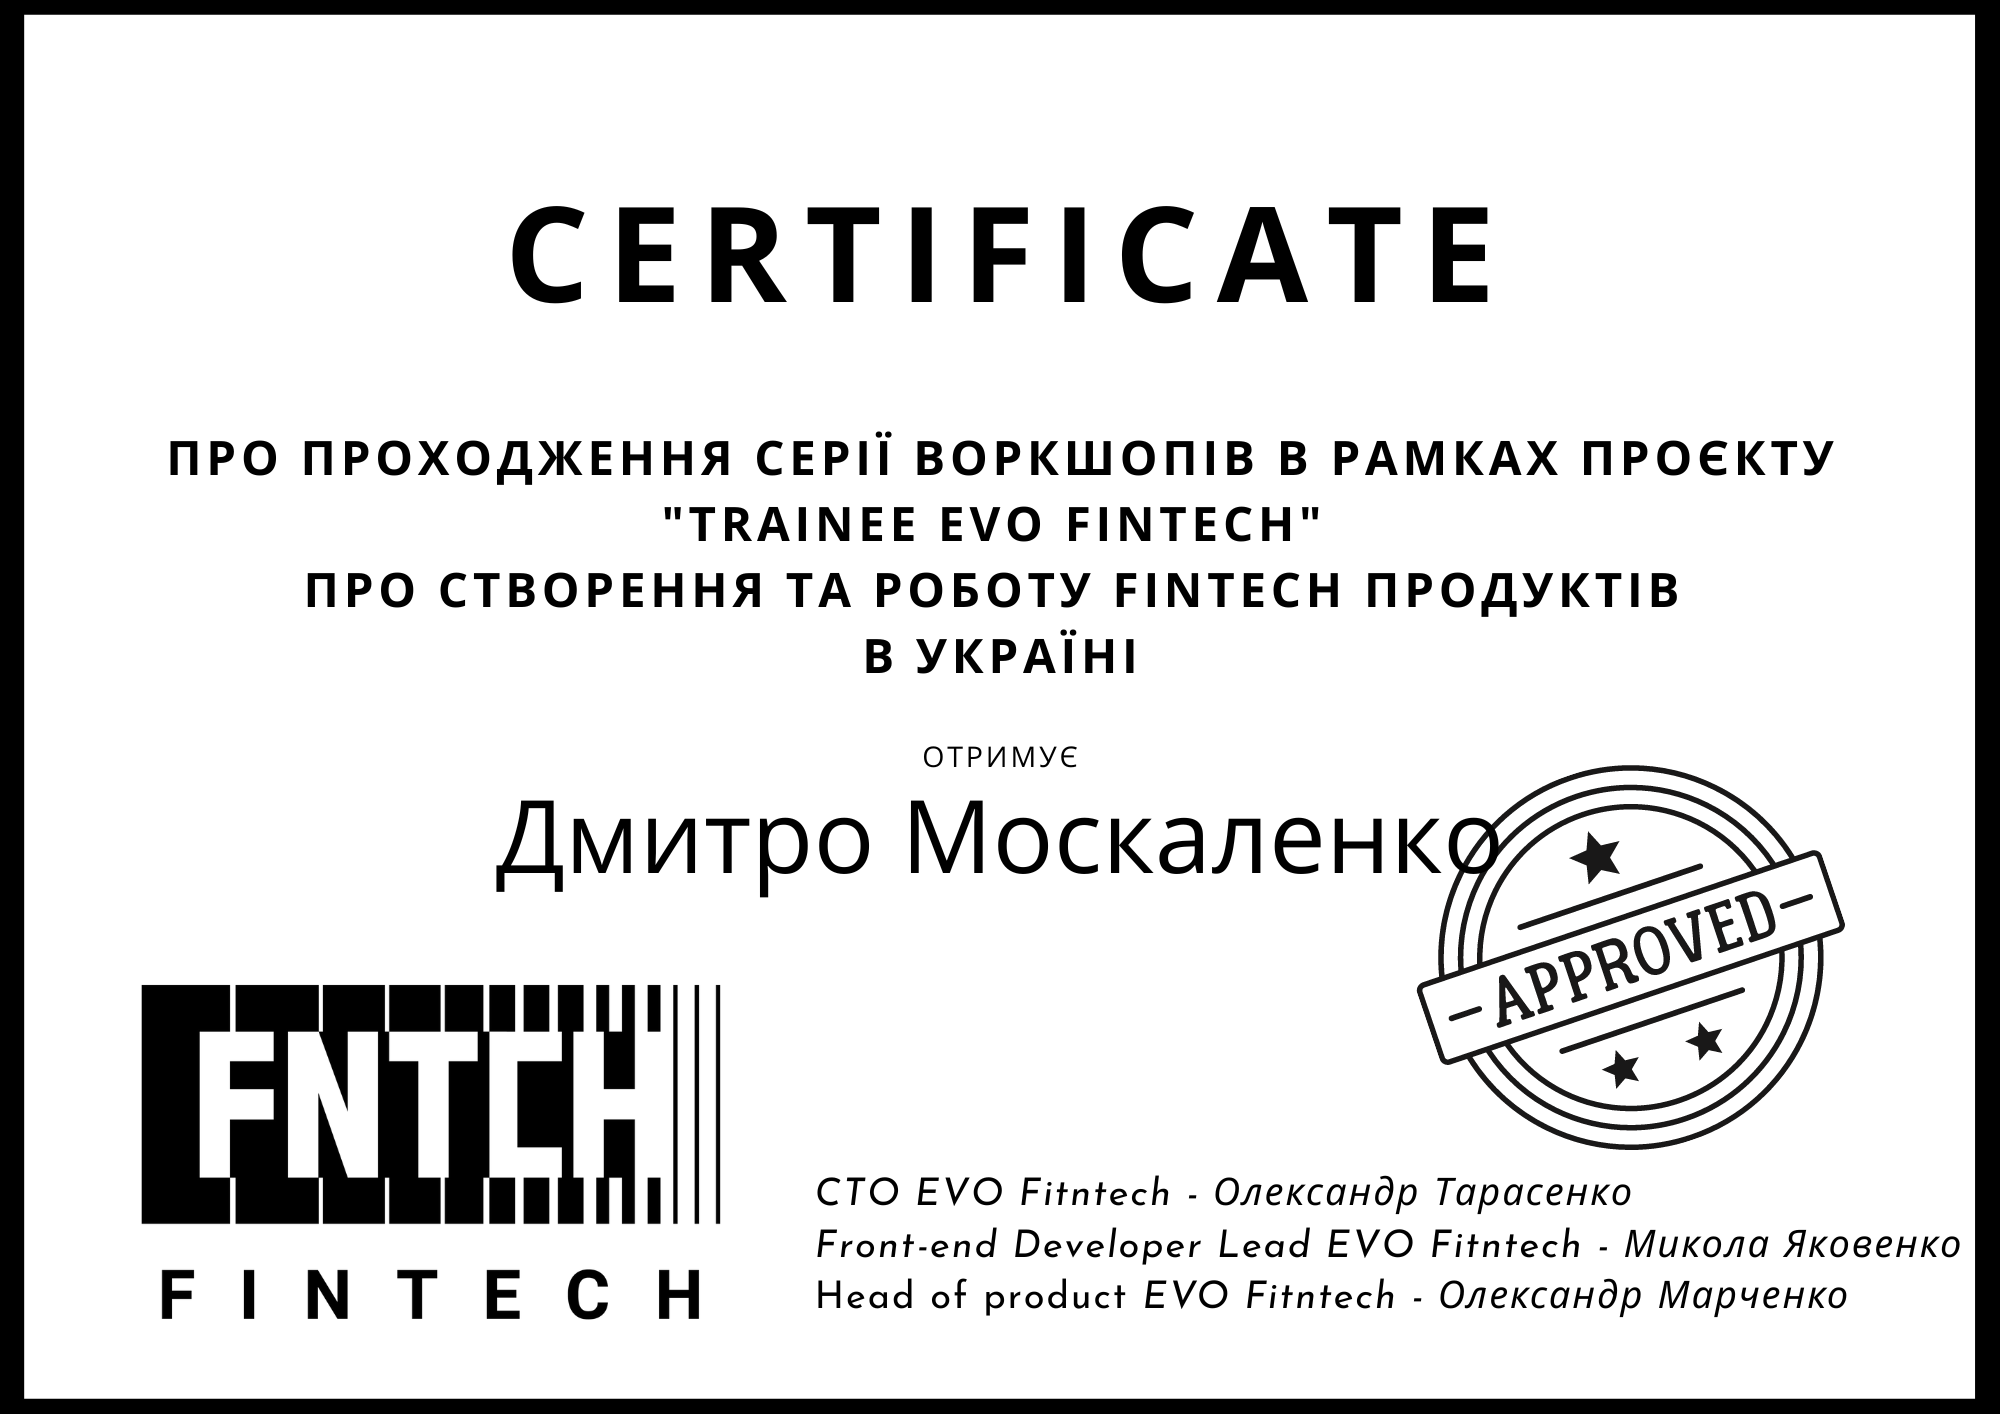 CERTIFICATE
ПРО ПРОХОДЖЕННЯ СЕРІЇ ВОРКШОПІВ В РАМКАХ ПРОЄКТУ
"TRAINEE EVO FINTECH"
ПРО СТВОРЕННЯ ТА РОБОТУ FINTECH ПРОДУКТІВ
В УКРАЇНІ
ОТРИМУЄ
Дмитро Москаленко
APPROVED
FNTCH
FINTECH
CTO EVO Fitntech - Олександр Тарасенко
Front-end Developer Lead EVO Fitntech - Микола Яковенко
Head of product EVO Fitntech - Олександр Марченко